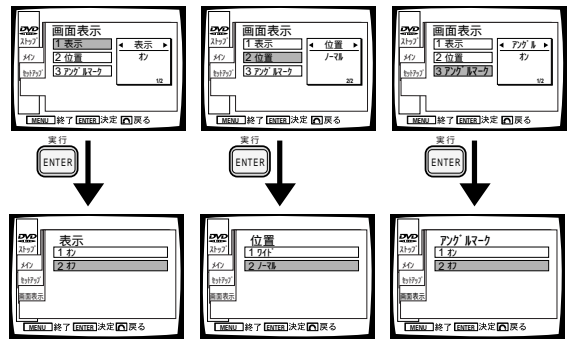 DVD
ストップ
メイン
セットアップ
画面表示
1 表示
2 位置
3 アングルマーク
◀ 表示 ▶
オン
1/2
MENU 終了 ENTER 決定 戻る
DVD
ストップ
メイン
セットアップ
画面表示
1 表示
2 位置
3 アングルマーク
◀ 位置 ▶
ノーマル
2/2
MENU 終了 ENTER 決定 戻る
DVD
ストップ
メイン
セットアップ
画面表示
1 表示
2 位置
3 アングルマーク
◀ アングル ▶
オン
1/2
MENU 終了 ENTER 決定 戻る
実行
ENTER
実行
ENTER
実行
ENTER
DVD
ストップ
メイン
セットアップ
画面表示
表示
1 オン
2 オフ
MENU 終了 ENTER 決定 戻る
DVD
ストップ
メイン
セットアップ
画面表示
位置
1 ワイド
2 ノーマル
MENU 終了 ENTER 決定 戻る
DVD
ストップ
メイン
セットアップ
画面表示
アングルマーク
1 オン
2 オフ
MENU 終了 ENTER 決定 戻る